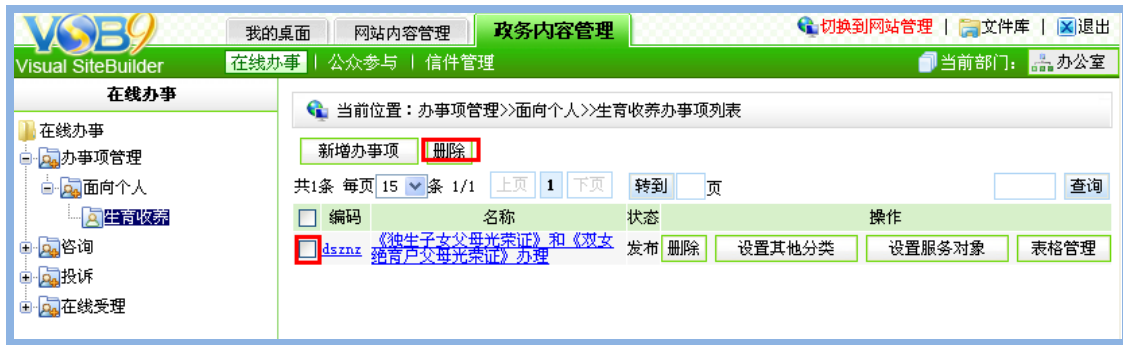 VSB9 我的桌面 网站内容管理 政务内容管理 切换到网站管理 | 文件库 | 退出
Visual SiteBuilder 在线办事 | 公众参与 | 信件管理 当前部门： 办公室
在线办事
当前位置：办事项管理>>面向个人>>生育收养办事项列表
在线办事
办事项管理
新增办事项 删除
面向个人
共1条 每页 15 条 1/1 上页 1 下页 转到 页 查询
生育收养
编码 名称 状态 操作
咨询
dsznz 《独生子女父母光荣证》和《双女
绝育户父母光荣证》办理 发布 删除 设置其他分类 设置服务对象 表格管理
投诉
在线受理